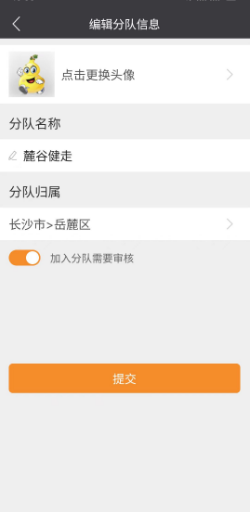 编辑分队信息
点击更换头像
分队名称
麓谷健走
分队归属
长沙市>岳麓区
加入分队需要审核
提交